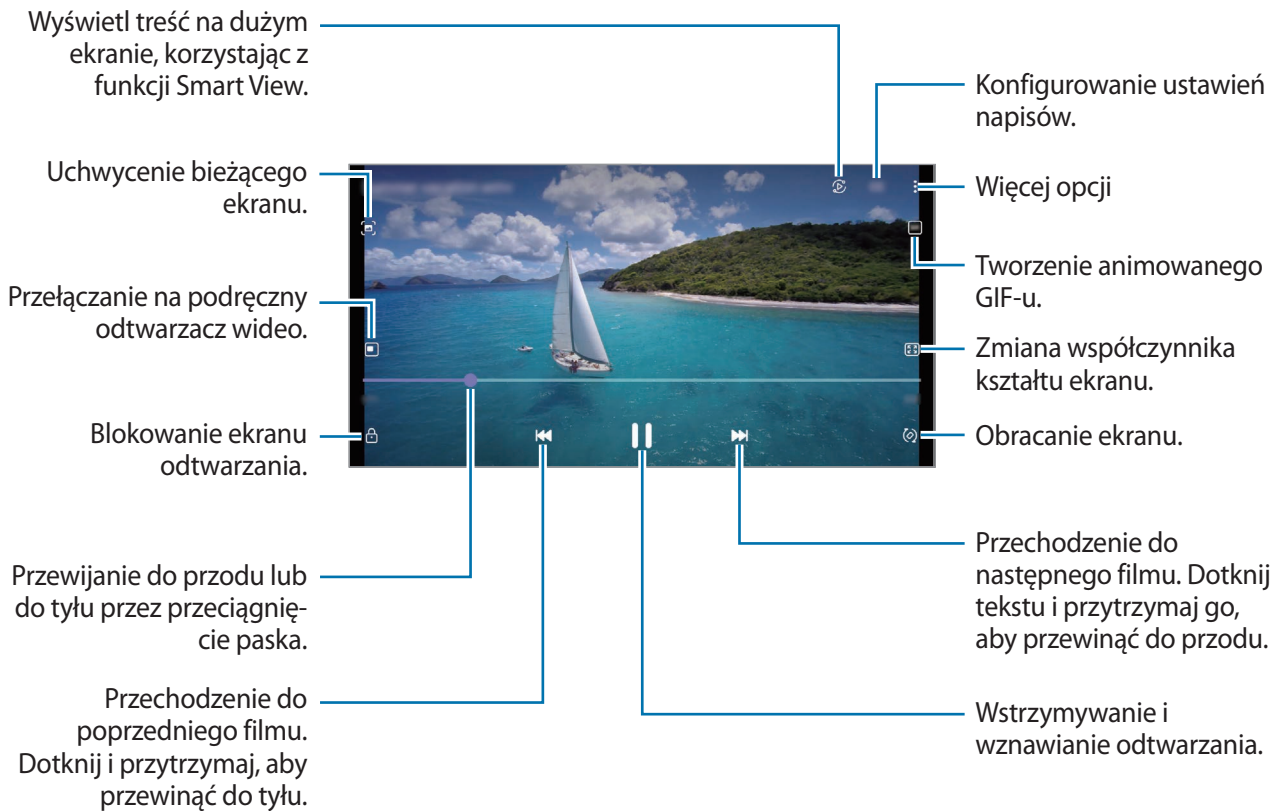 Wyświetl treść na dużym
ekranie, korzystając z
funkcji Smart View.
Uchwycenie bieżącego
ekranu.
Przełączanie na podręczny
odtwarzacz wideo.
Blokowanie ekranu
odtwarzania.
Przewijanie do przodu lub
do tyłu przez przeciągnię-
cie paska.
Przechodzenie do
poprzedniego filmu.
Dotknij i przytrzymaj, aby
przewinąć do tyłu.
Konfigurowanie ustawień
napisów.
Więcej opcji
Tworzenie animowanego
GIF-u.
Zmiana współczynnika
kształtu ekranu.
Obracanie ekranu.
Przechodzenie do
następnego filmu. Dotknij
tekstu i przytrzymaj go,
aby przewinąć do przodu.
Wstrzymywanie i
wznawianie odtwarzania.